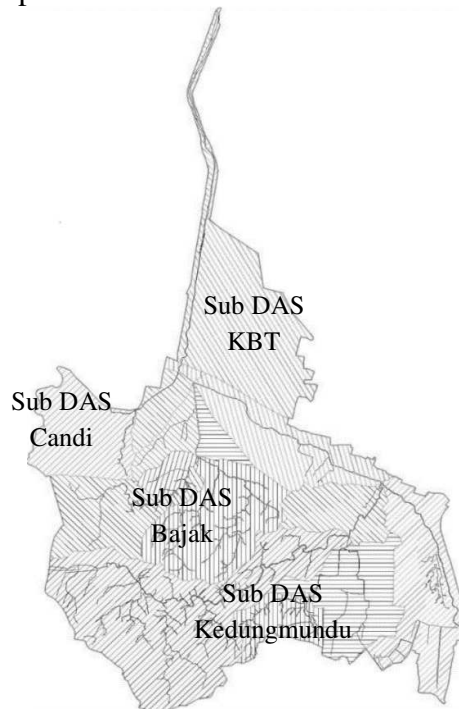 Sub DAS
KBT
Sub DAS
Candi
Sub DAS
Bajak
Sub DAS
Kedungmundu